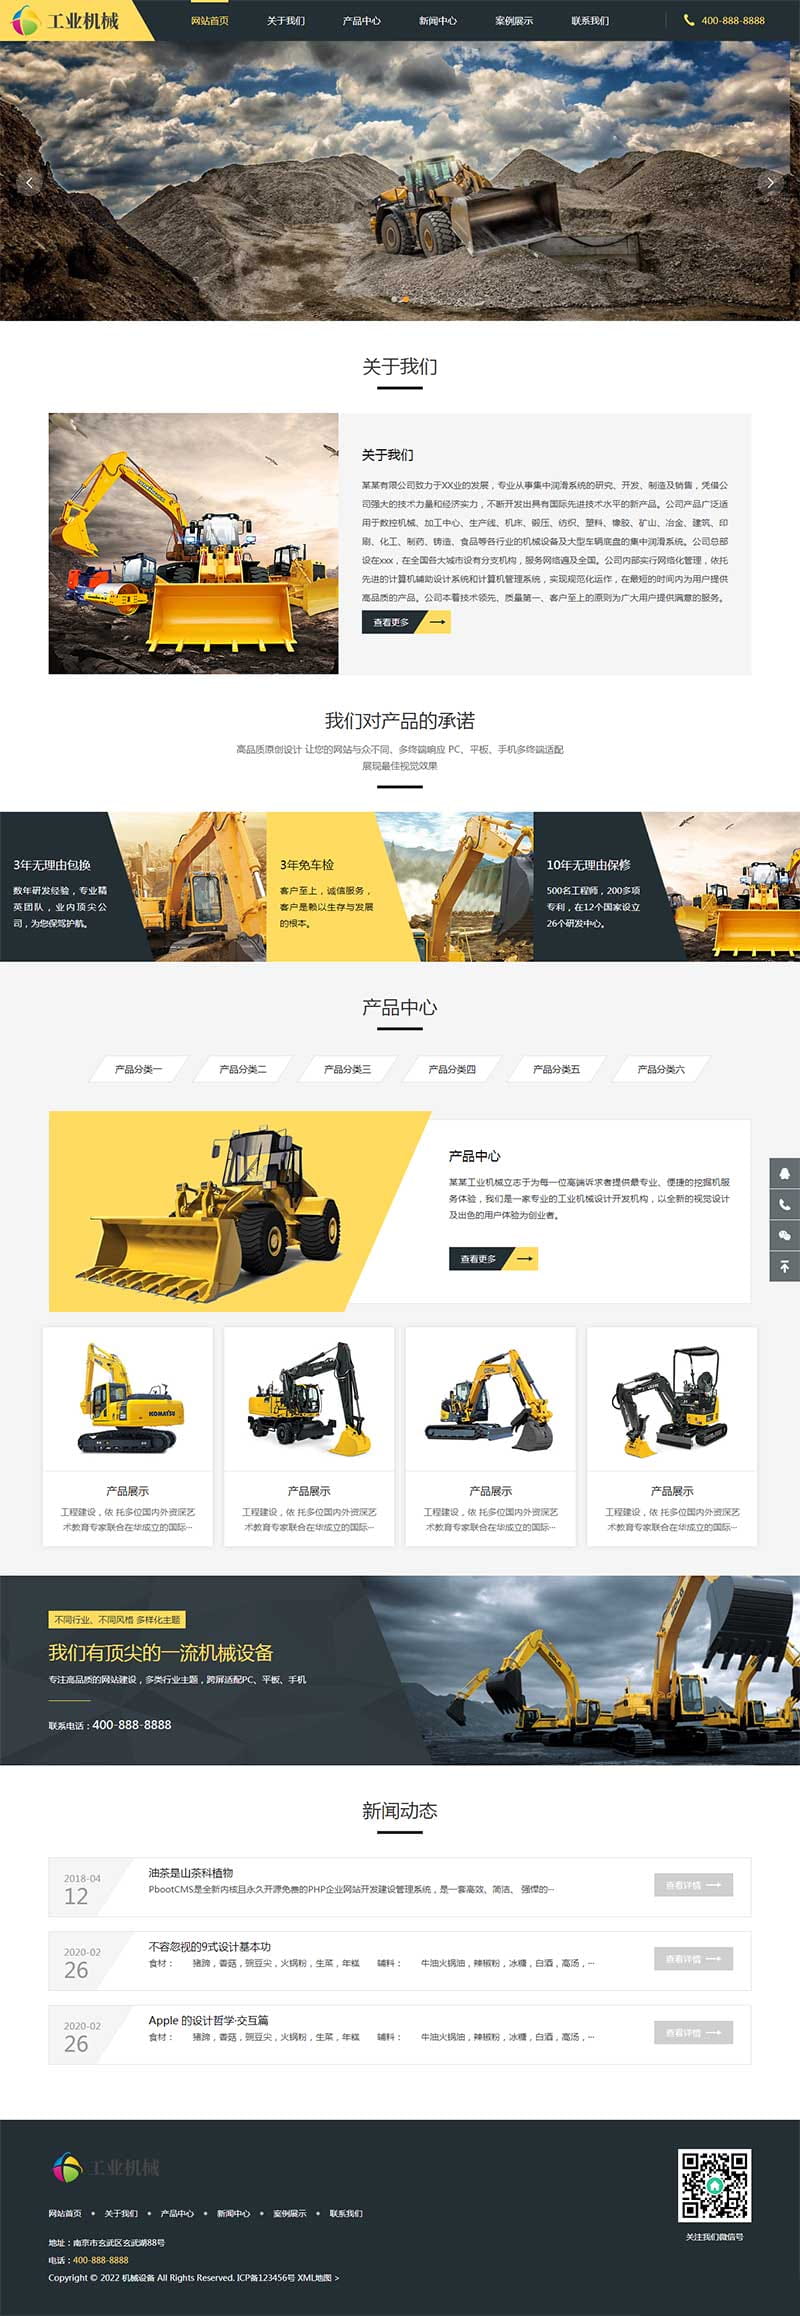 工业机械
网站首页 关于我们 产品中心 新闻中心 案例展示 联系我们 400-888-8888
关于我们
关于我们
某某有限公司致力于XX业的发展，专业从事集中润滑系统的研究、开发、制造及销售，凭借公
司强大的技术力量和经济实力，不断开发出具有国际先进技术水平的新产品。公司产品广泛适
用于数控机械、加工中心、生产线、机床、锻压、纺织、塑料、橡胶、矿山、冶金、建筑、印
刷、化工、制药、铸造、食品等各行业的机械设备及大型车辆底盘的集中润滑系统。公司总部
设在xxx，在全国各大城市设有分支机构，服务网络遍及全国。公司内部实行网络化管理，依托
先进的计算机辅助设计系统和计算机管理系统，实现规范化运作，在最短的时间内为用户提供
高品质的产品。公司本着技术领先、质量第一、客户至上的原则为广大用户提供满意的服务。
查看更多
我们对产品的承诺
高品质原创设计 让您的网站与众不同、多终端响应 PC、平板、手机多终端适配
展现最佳视觉效果
3年无理由包换
数年研发经验，专业精
英团队，业内顶尖公
司，为您保驾护航。
3年免车检
客户至上，诚信服务，
客户是赖以生存与发展
的根本。
10年无理由保修
500名工程师，200多项
专利，在12个国家设立
26个研发中心。
产品中心
产品分类一 产品分类二 产品分类三 产品分类四 产品分类五 产品分类六
产品中心
某某工业机械立志于为每一位高端诉求者提供最专业、便捷的挖掘机服
务体验，我们是一家专业的工业机械设计开发机构，以全新的视觉设计
及出色的用户体验为创业者。
查看更多
KOMATSU
产品展示
工程建设，依 托多位国内外资深艺
术教育专家联合在华成立的国际···
产品展示
工程建设，依 托多位国内外资深艺
术教育专家联合在华成立的国际···
产品展示
工程建设，依 托多位国内外资深艺
术教育专家联合在华成立的国际···
产品展示
工程建设，依 托多位国内外资深艺
术教育专家联合在华成立的国际···
不同行业、不同风格 多样化主题
我们有顶尖的一流机械设备
专注高品质的网站建设，多类行业主题，跨屏适配PC、平板、手机
联系电话：400-888-8888
新闻动态
2018-04
12
油茶是山茶科植物
PbootCMS是全新内核且永久开源免费的PHP企业网站开发建设管理系统，是一套高效、简洁、 强悍的···
查看详情
2020-02
26
不容忽视的9式设计基本功
食材： 猪蹄，香菇，豌豆尖，火锅粉，生菜，年糕 辅料： 牛油火锅油，辣椒粉，冰糖，白酒，高汤，···
查看详情
2020-02
26
Apple 的设计哲学·交互篇
食材： 猪蹄，香菇，豌豆尖，火锅粉，生菜，年糕 辅料： 牛油火锅油，辣椒粉，冰糖，白酒，高汤，···
查看详情
工业机械
网站首页 • 关于我们 • 产品中心 • 新闻中心 • 案例展示 • 联系我们
地址：南京市玄武区玄武湖88号
电话：400-888-8888
Copyright © 2022 机械设备 All Rights Reserved. ICP备123456号 XML地图 >
关注我们微信号